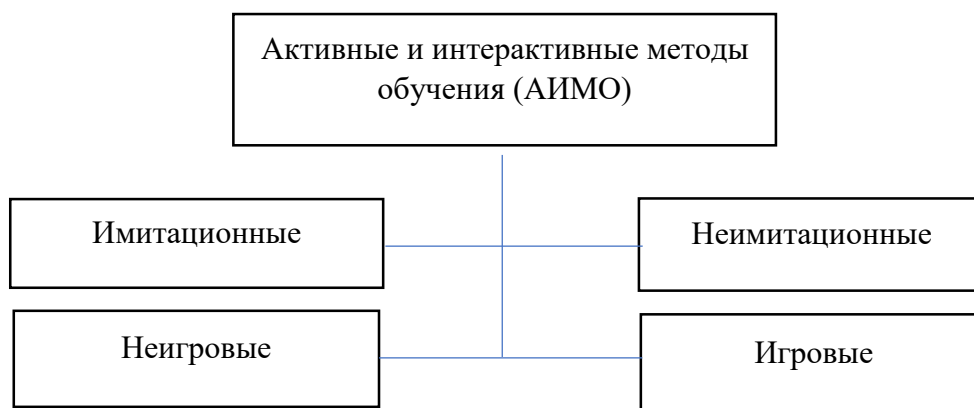 Активные и интерактивные методы
обучения (АИМО)
Имитационные
Неимитационные
Неигровые
Игровые